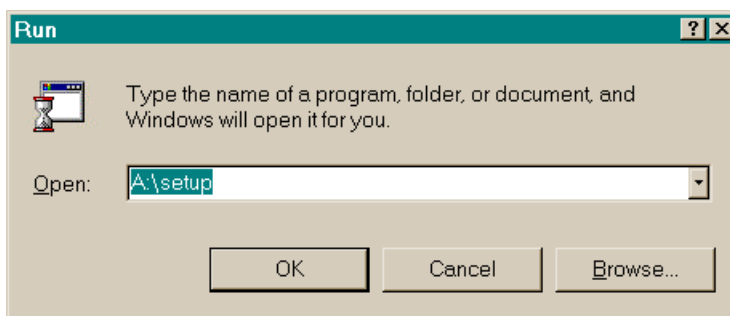 Run
Type the name of a program, folder, or document, and
Windows will open it for you.
Open: A:\setup
OK Cancel Browse...